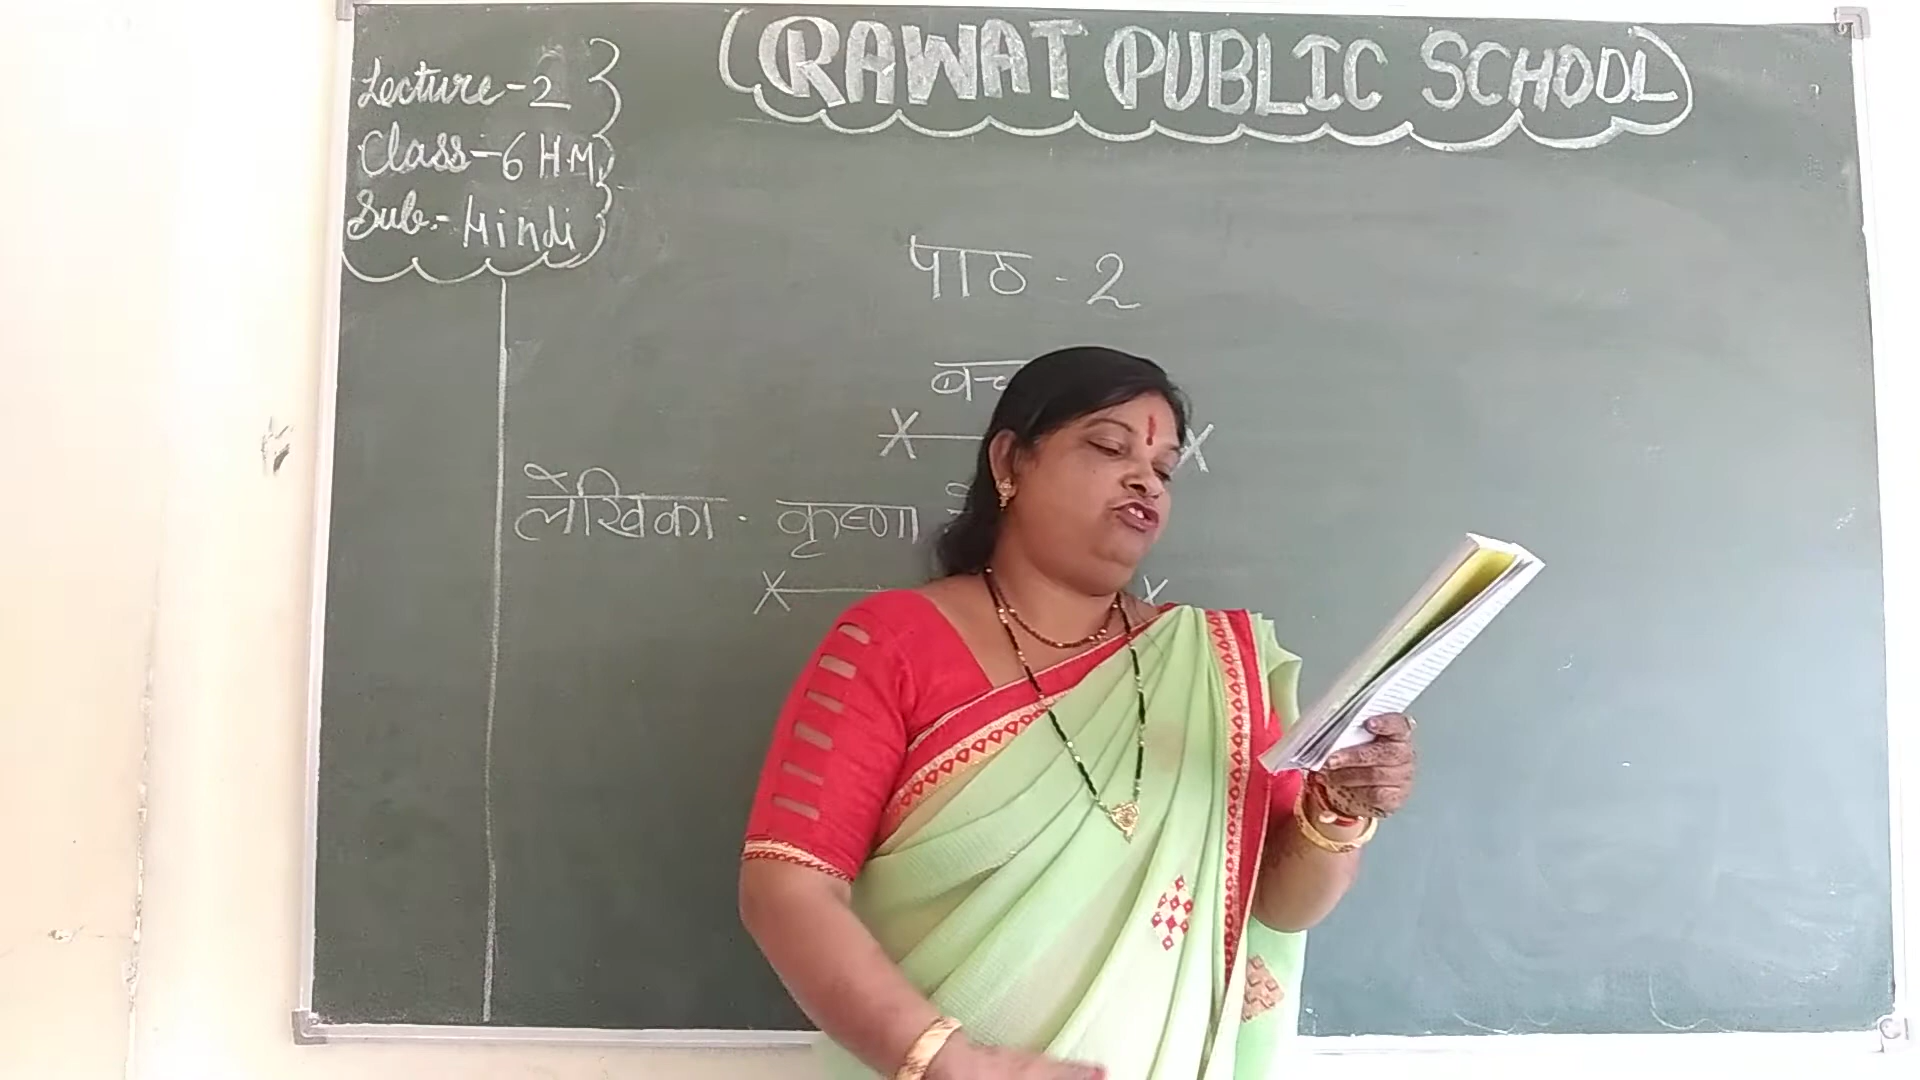 RAWAT PUBLIC SCHOOL
Lecture-2
Class-6 HM
Sub.-Hindi
पाठ-2
लेखिका - कृष्णा